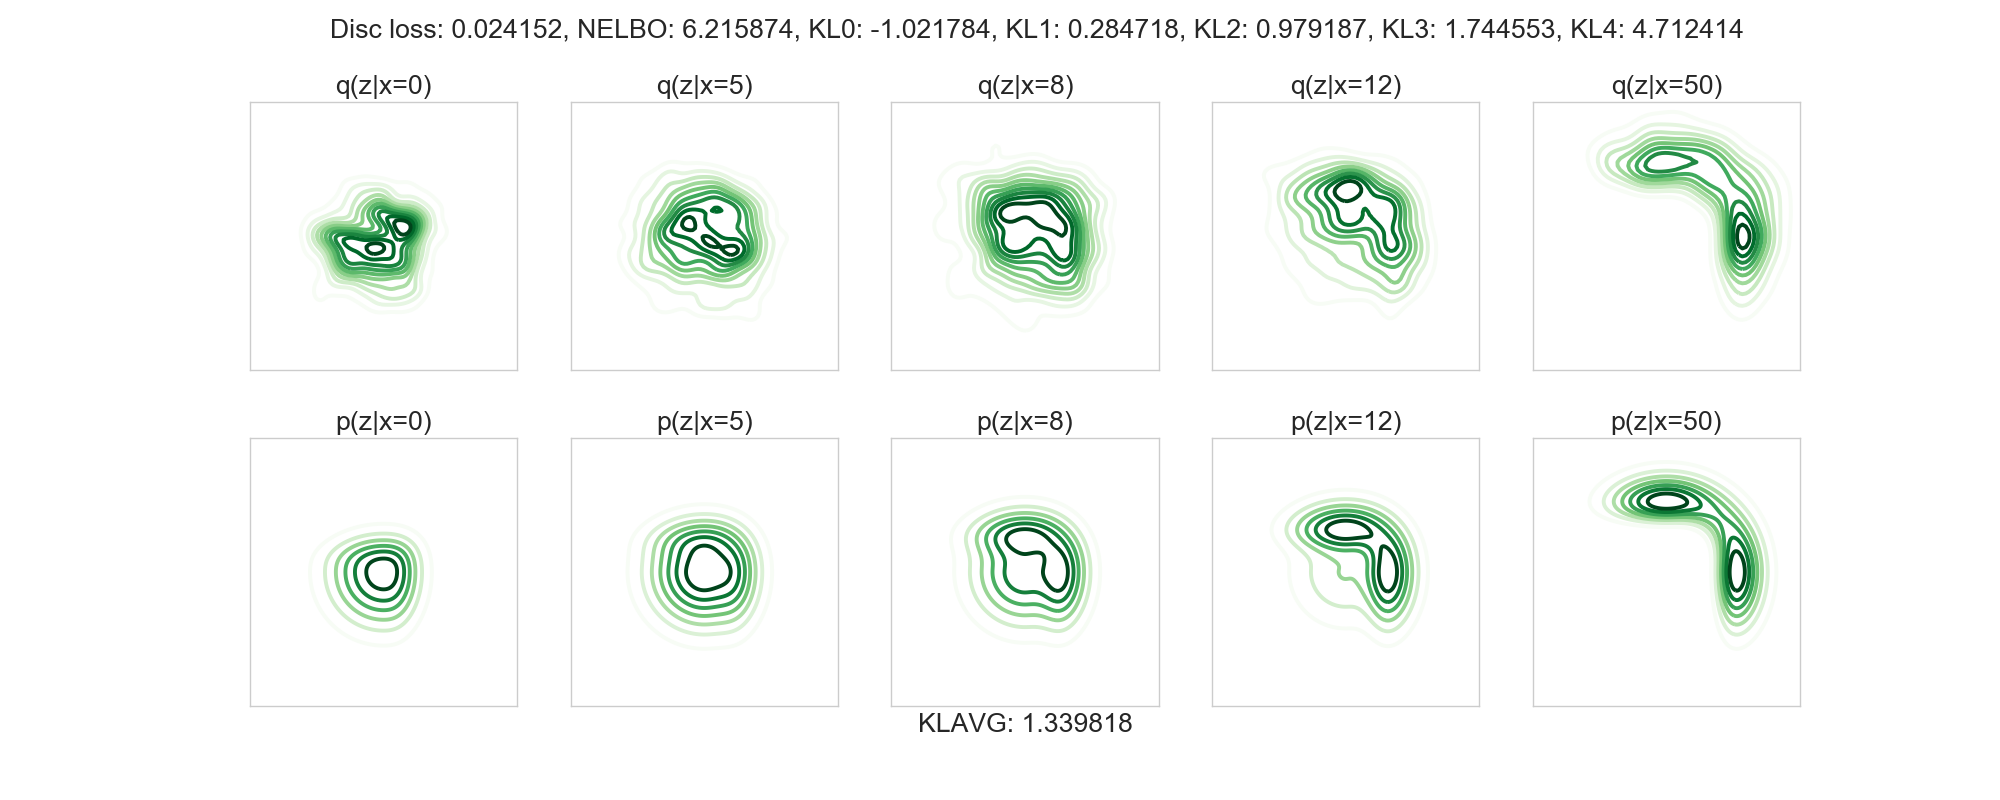 Disc loss: 0.024152, NELBO: 6.215874, KL0: -1.021784, KL1: 0.284718, KL2: 0.979187, KL3: 1.744553, KL4: 4.712414
q(z|x=0) q(z|x=5) q(z|x=8) q(z|x=12) q(z|x=50)
p(z|x=0) p(z|x=5) p(z|x=8) p(z|x=12) p(z|x=50)
KLAVG: 1.339818